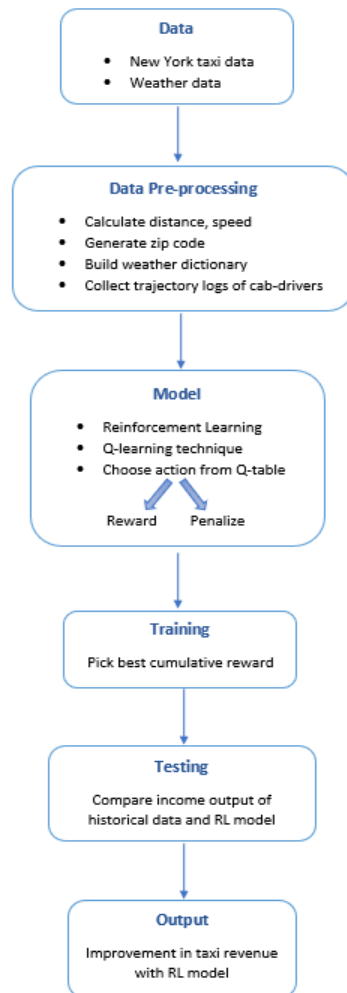 Data
• New York taxi data
• Weather data
Data Pre-processing
• Calculate distance, speed
• Generate zip code
• Build weather dictionary
• Collect trajectory logs of cab-drivers
Model
• Reinforcement Learning
• Q-learning technique
• Choose action from Q-table
Reward Penalize
Training
Pick best cumulative reward
Testing
Compare income output of
historical data and RL model
Output
Improvement in taxi revenue
with RL model